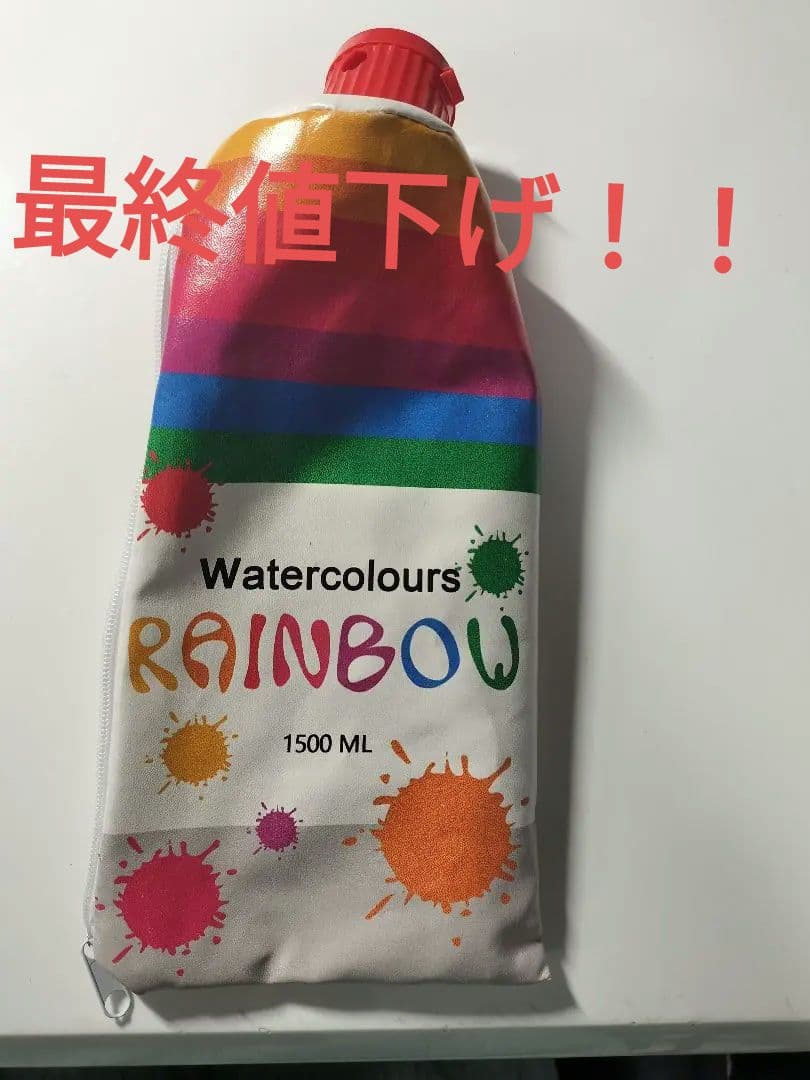 最終値下げ！！
Watercolours
RAINBOW
1500 ML